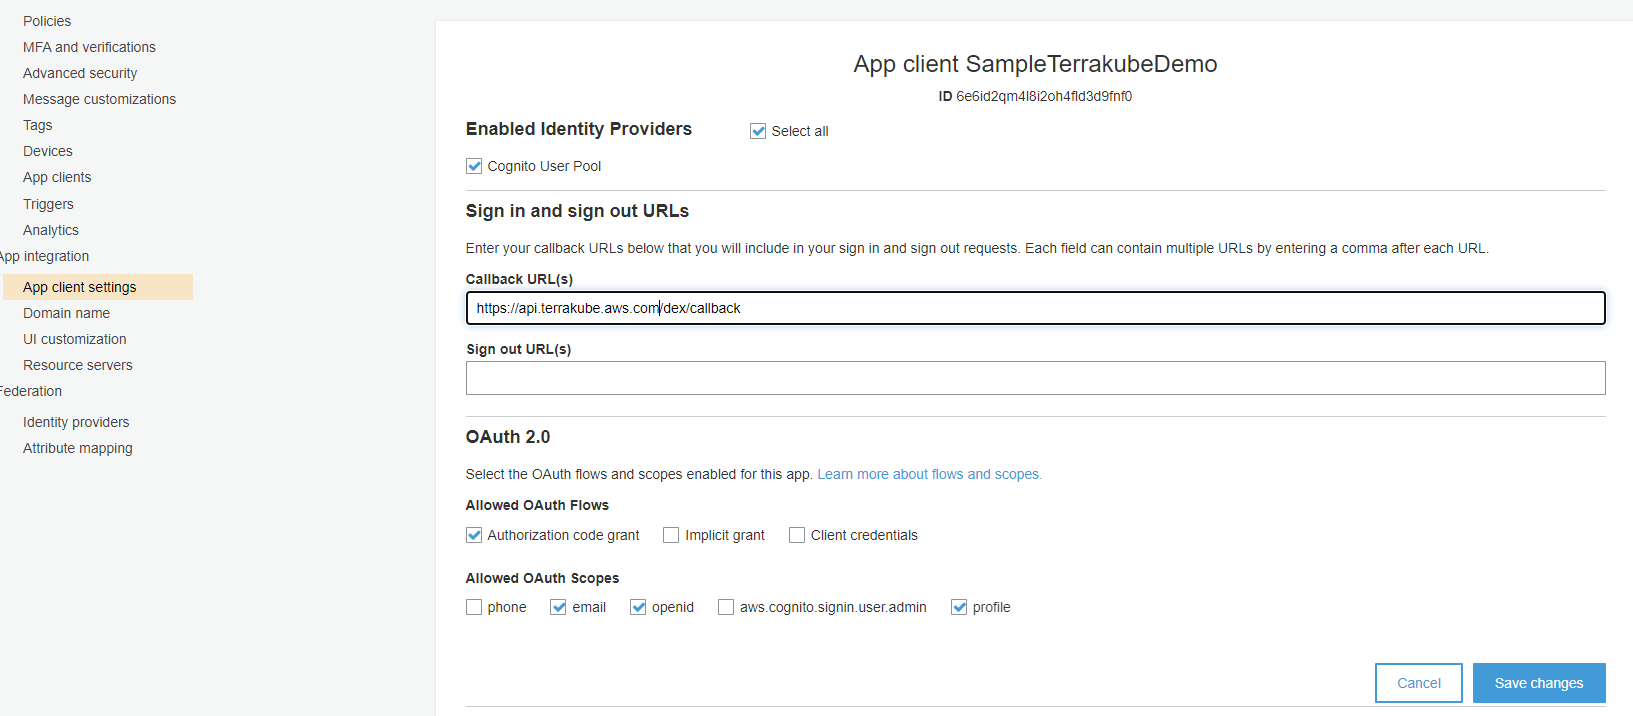 Policies
MFA and verifications
Advanced security
Message customizations
Tags
Devices
App clients
Triggers
Analytics
App integration
App client settings
Domain name
UI customization
Resource servers
Federation
Identity providers
Attribute mapping
App client SampleTerrakubeDemo
ID 6e6id2qm4l8i2oh4fld3d9fnf0
Enabled Identity Providers
Select all
Cognito User Pool
Sign in and sign out URLs
Enter your callback URLs below that you will include in your sign in and sign out requests. Each field can contain multiple URLs by entering a comma after each URL.
Callback URL(s)
https://api.terrakube.aws.com/dex/callback
Sign out URL(s)
OAuth 2.0
Select the OAuth flows and scopes enabled for this app. Learn more about flows and scopes.
Allowed OAuth Flows
Authorization code grant Implicit grant Client credentials
Allowed OAuth Scopes
phone email openid aws.cognito.signin.user.admin profile
Cancel Save changes